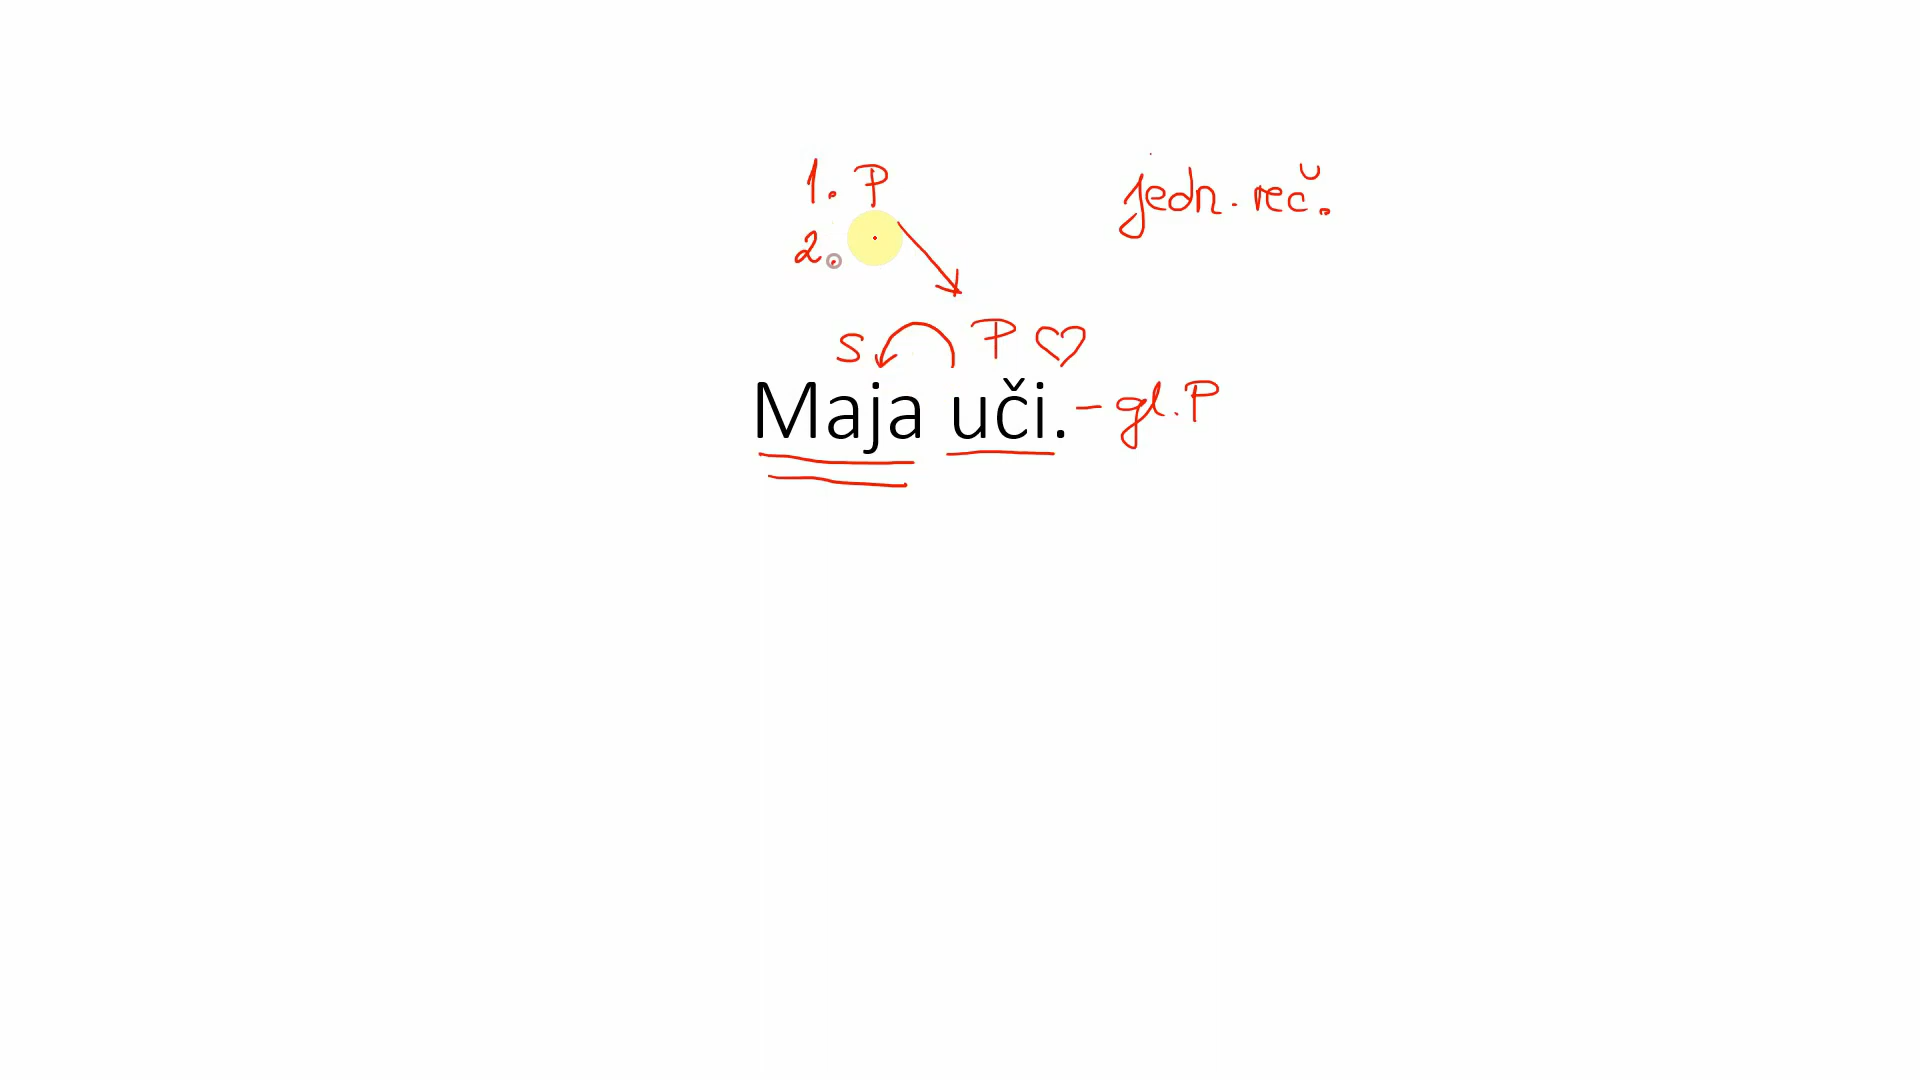 1. P
jedn. reč.
2.
S P
Maja uči. - gl. P